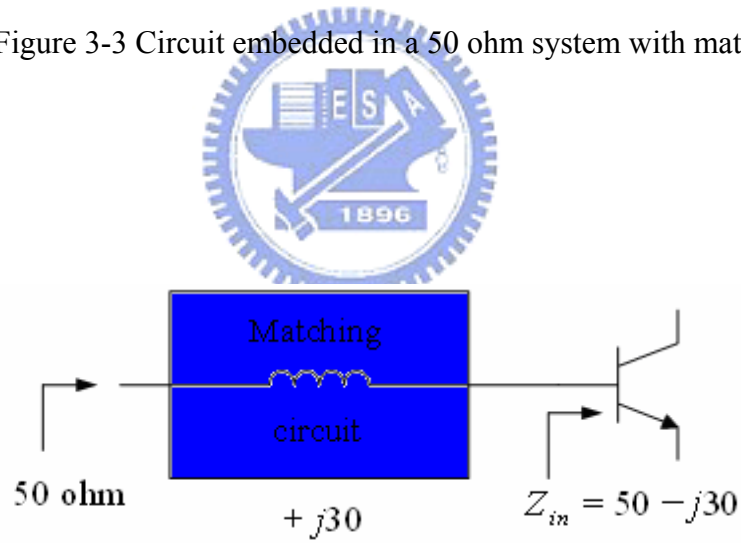 Figure 3-3 Circuit embedded in a 50 ohm system with mat
E S A
1896
Matching
circuit
50 ohm
+ j30
Z_in = 50 - j30